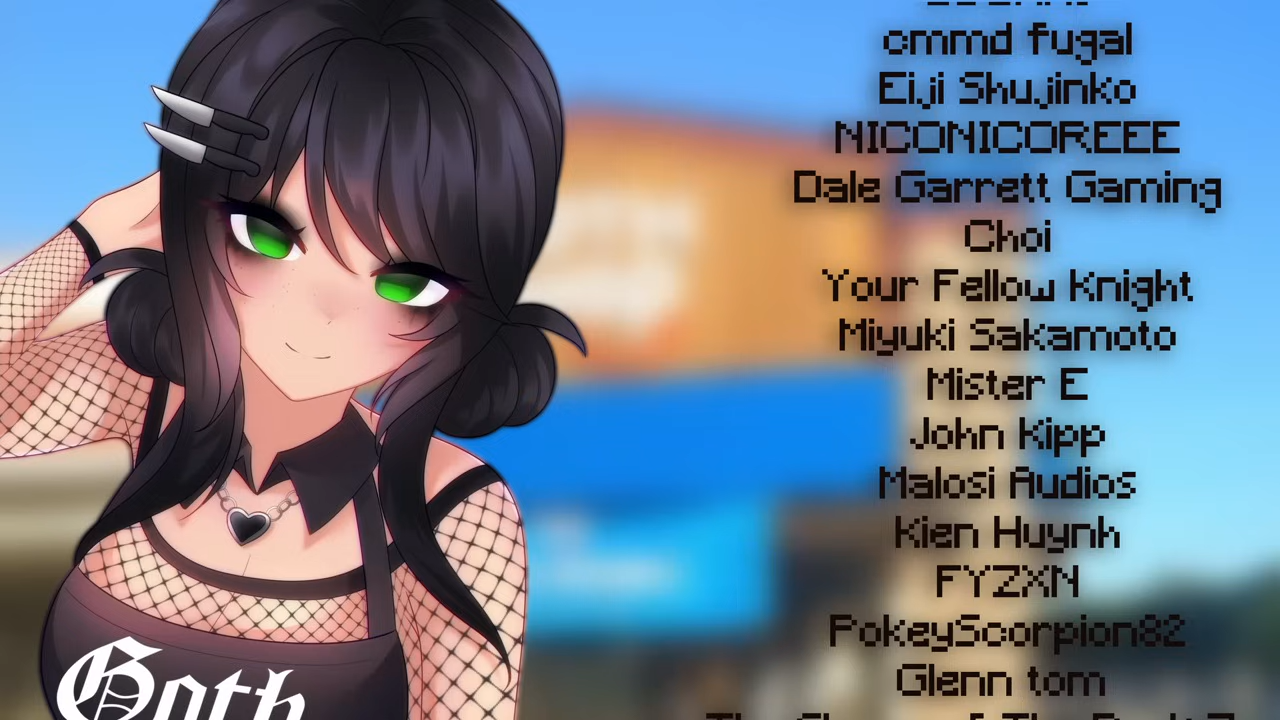 cmmd fugal
Eiji Shujinko
NICONICOREEE
Dale Garrett Gaming
Choi
Your Fellow Knight
Miyuki Sakamoto
Mister E
John Kipp
Malosi Audios
Kien Huynh
FYZXN
PokeyScorpion82
Glenn tom
Goth